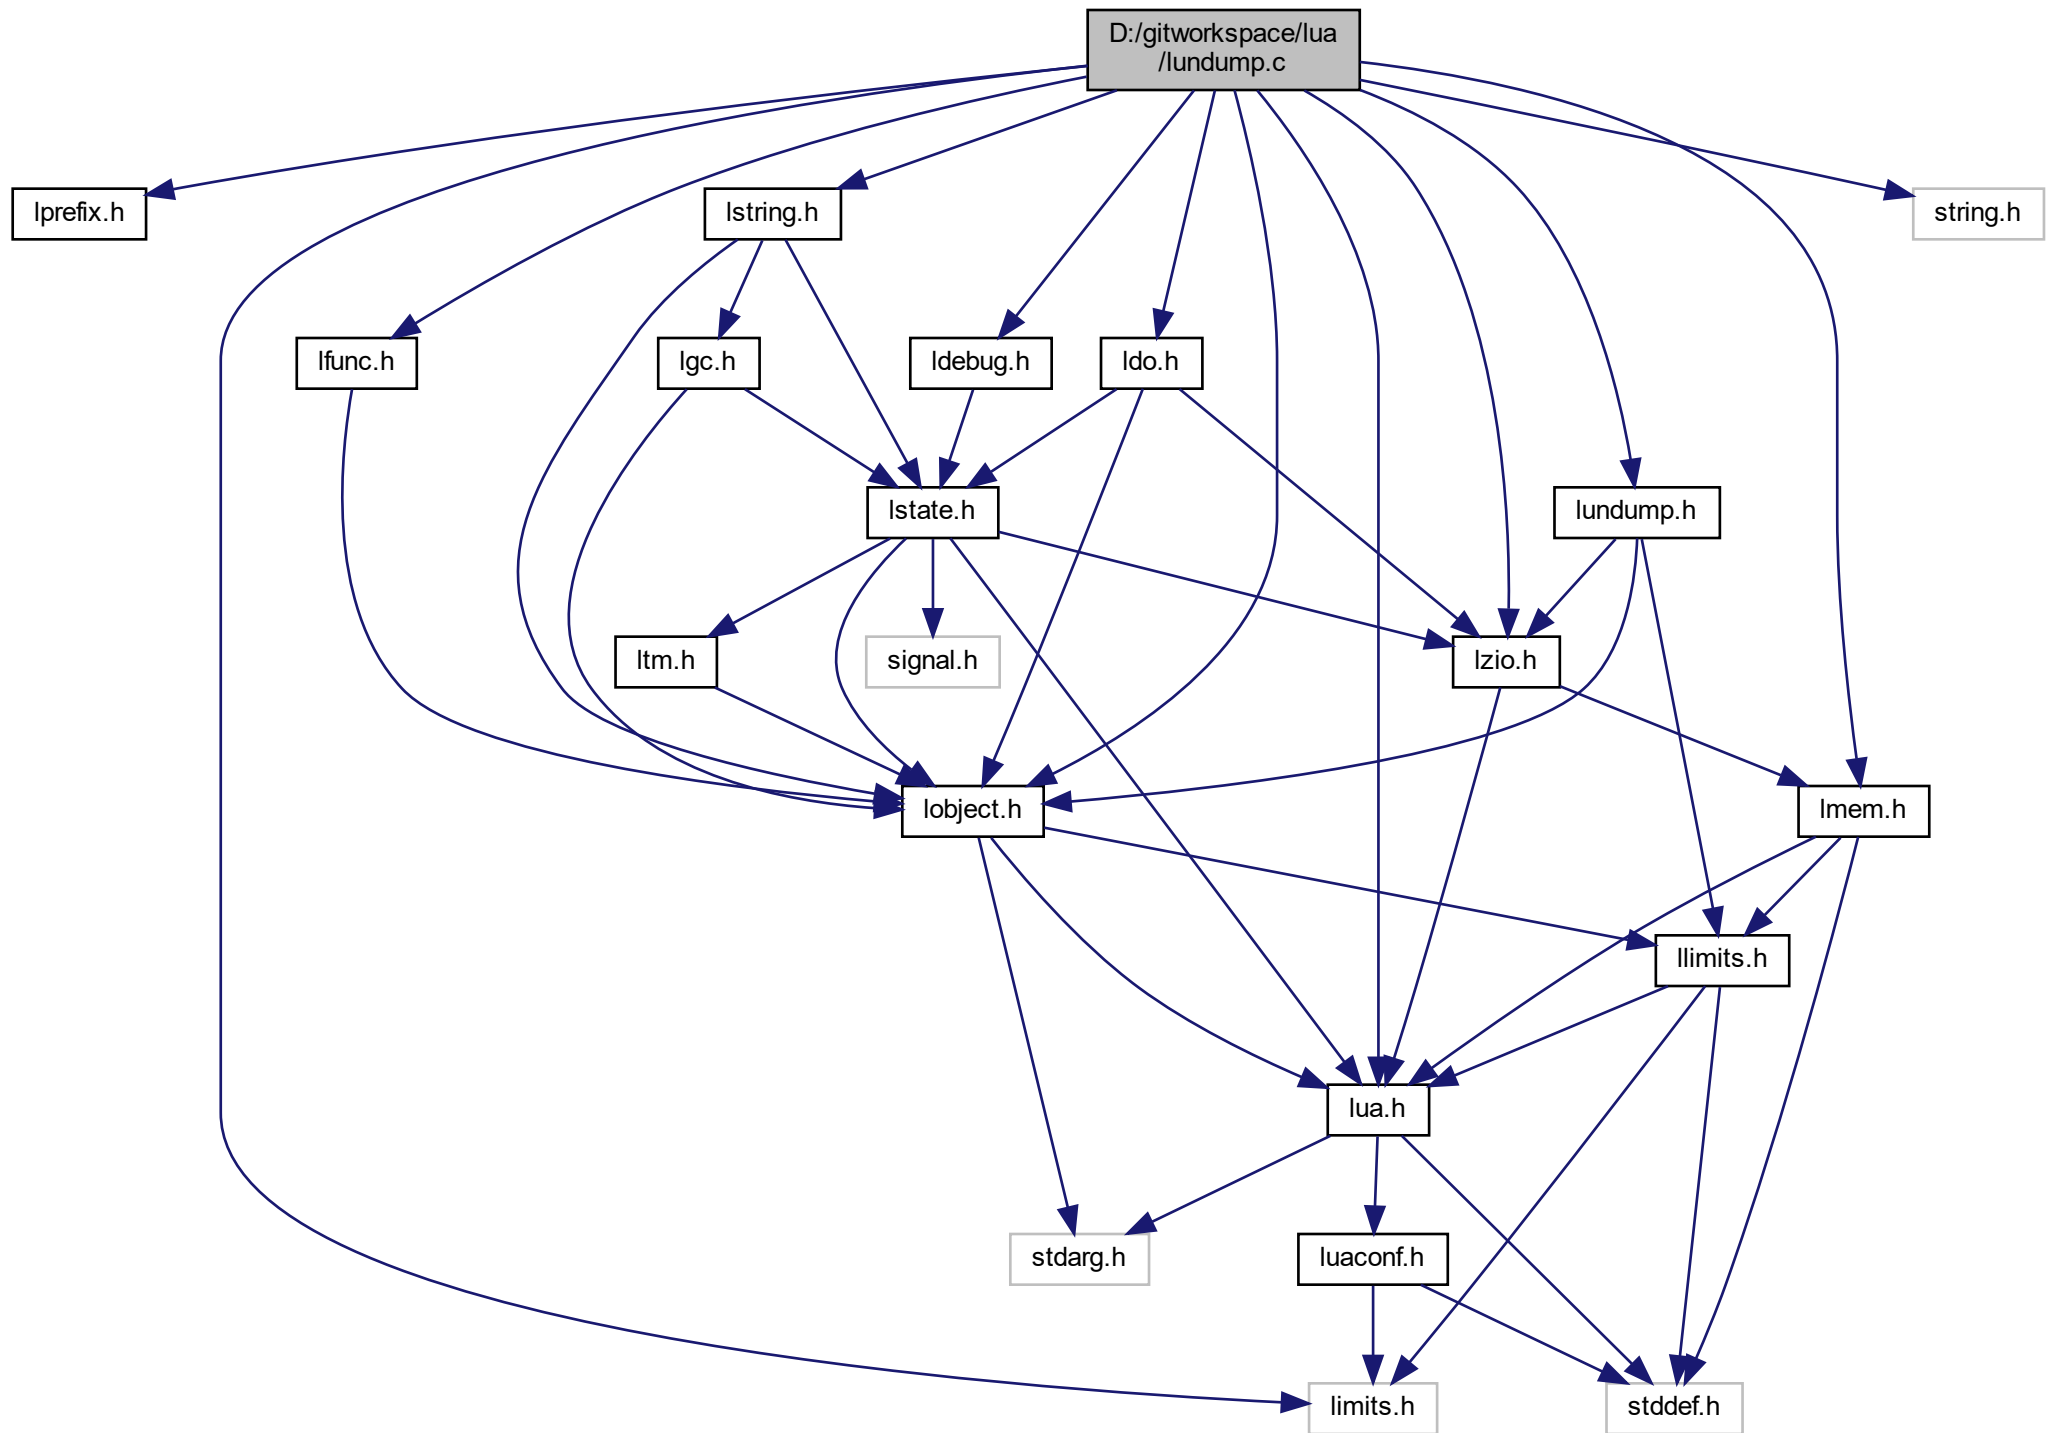 D:/gitworkspace/lua
/lundump.c
lprefix.h
lstring.h
string.h
lfunc.h
lgc.h
ldebug.h
ldo.h
lstate.h
lundump.h
ltm.h
signal.h
lzio.h
lobject.h
lmem.h
llimits.h
lua.h
stdarg.h
luaconf.h
limits.h
stddef.h